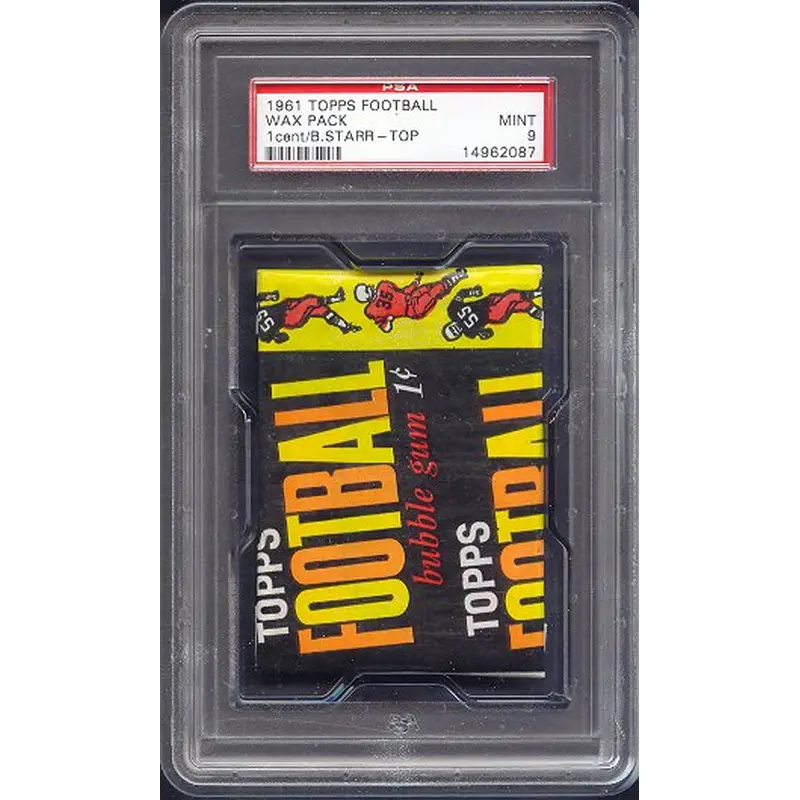 PSA
1961 TOPPS FOOTBALL
WAX PACK MINT
1cent/B.STARR-TOP 9
14962087
55
35
55
TOPPS
FOOTBALL
bubble gum 1¢
TOPPS
FOOTBALL